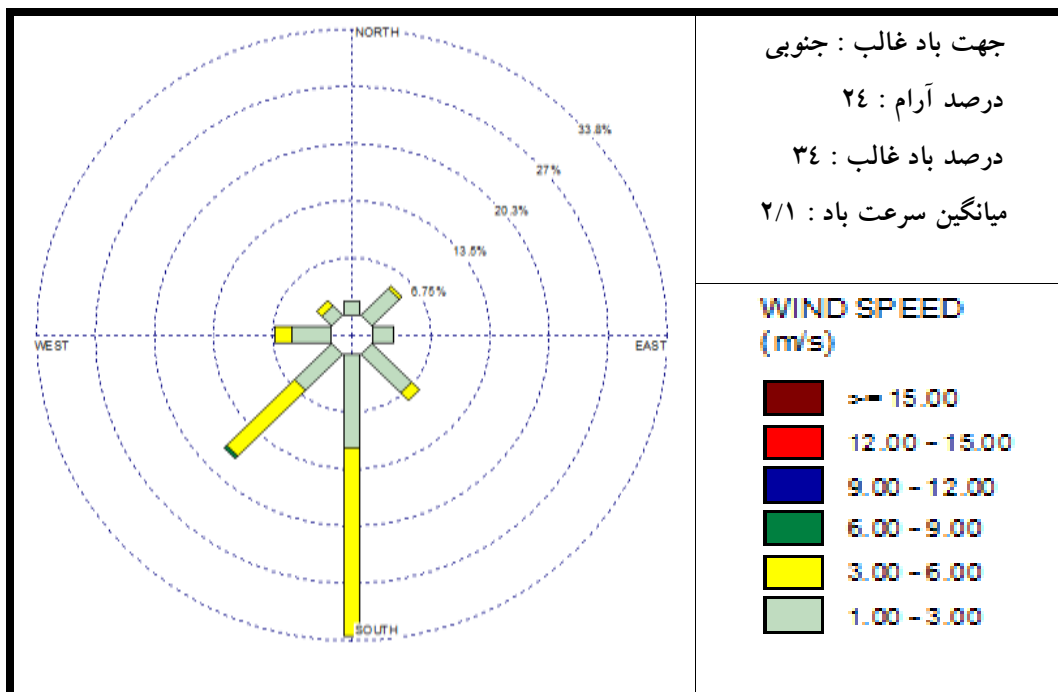 NORTH
33.8%
27%
20.3%
13.5%
6.75%
WEST
EAST
SOUTH
جهت باد غالب : جنوبی
درصد آرام : ٢٤
درصد باد غالب : ٣٤
میانگین سرعت باد : ٢/١
WIND SPEED
(m/s)
>= 15.00
12.00 - 15.00
9.00 - 12.00
6.00 - 9.00
3.00 - 6.00
1.00 - 3.00